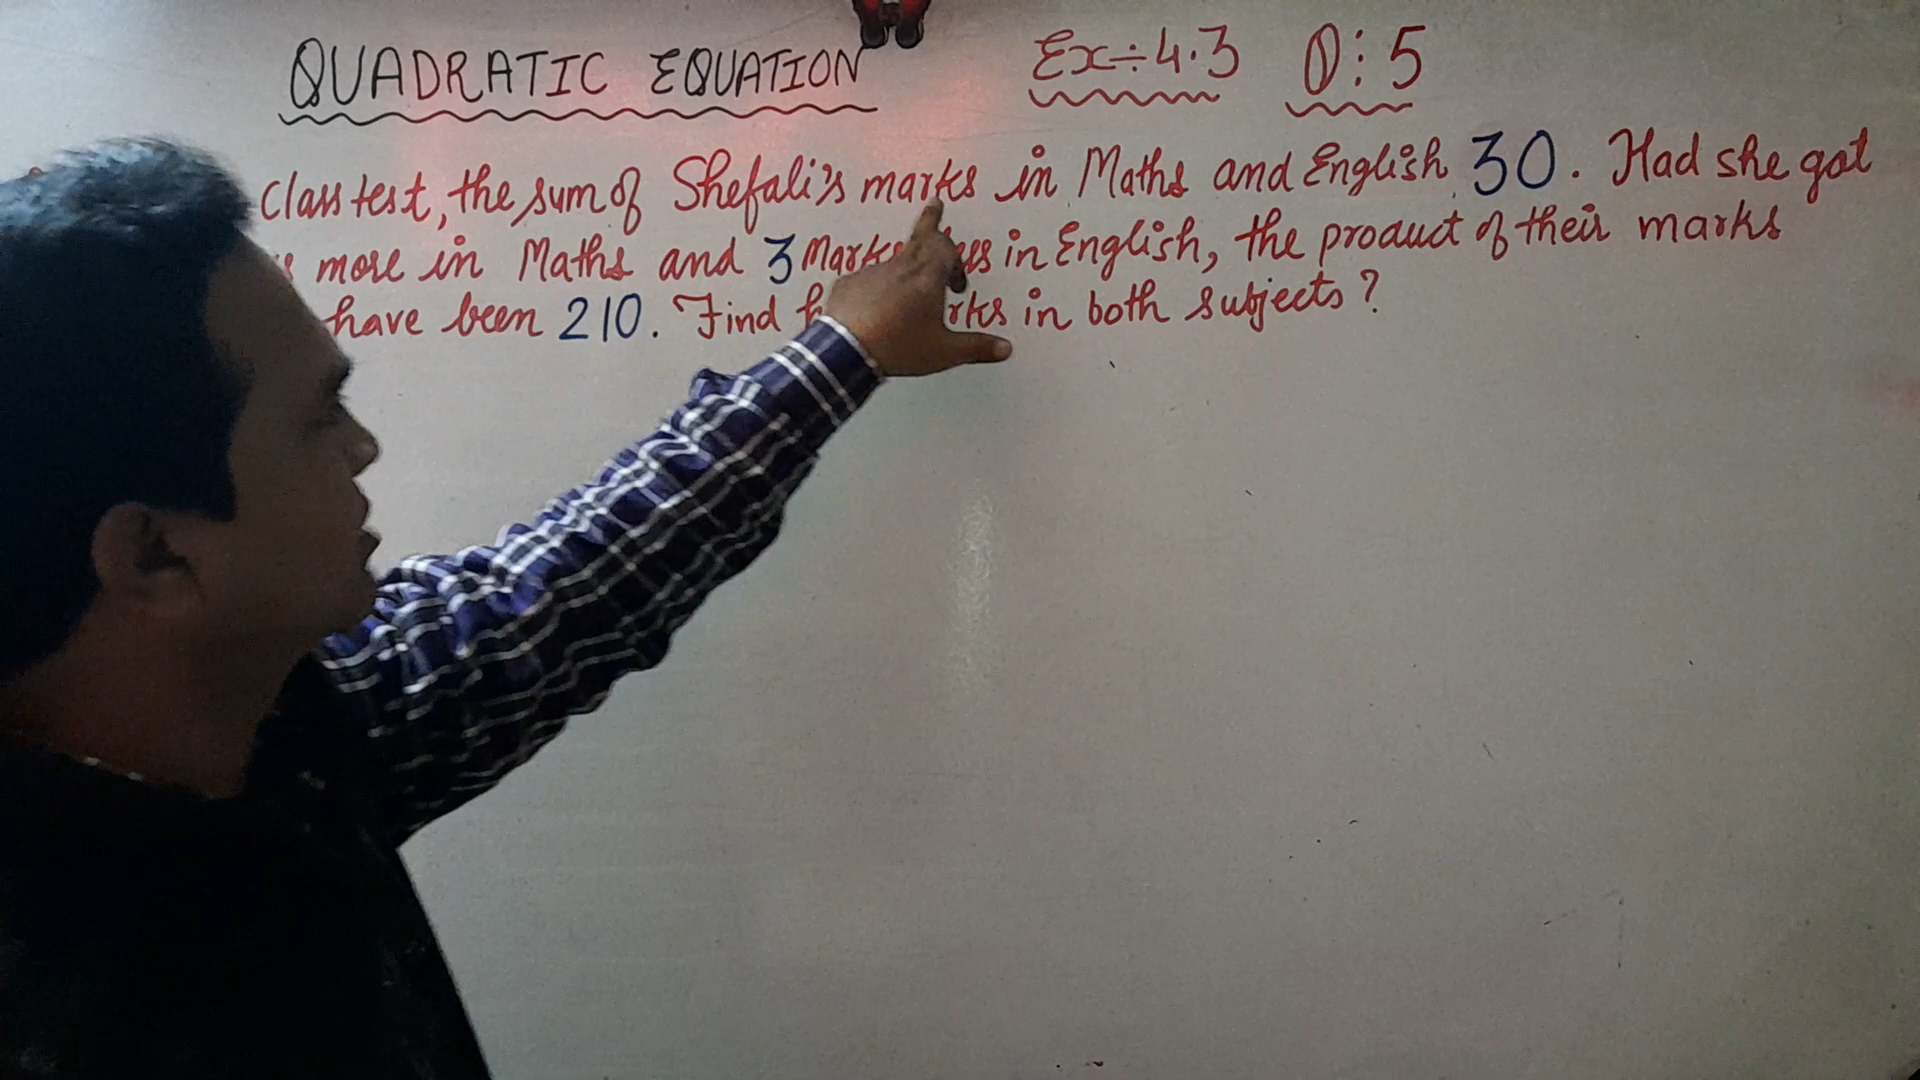 QUADRATIC EQUATION Ex÷4.3 Q:5
Class test, the sum of Shefali's marks in Maths and English 30. Had she got
more in Maths and 3 Marks less in English, the product of their marks
have been 210. Find marks in both subjects?